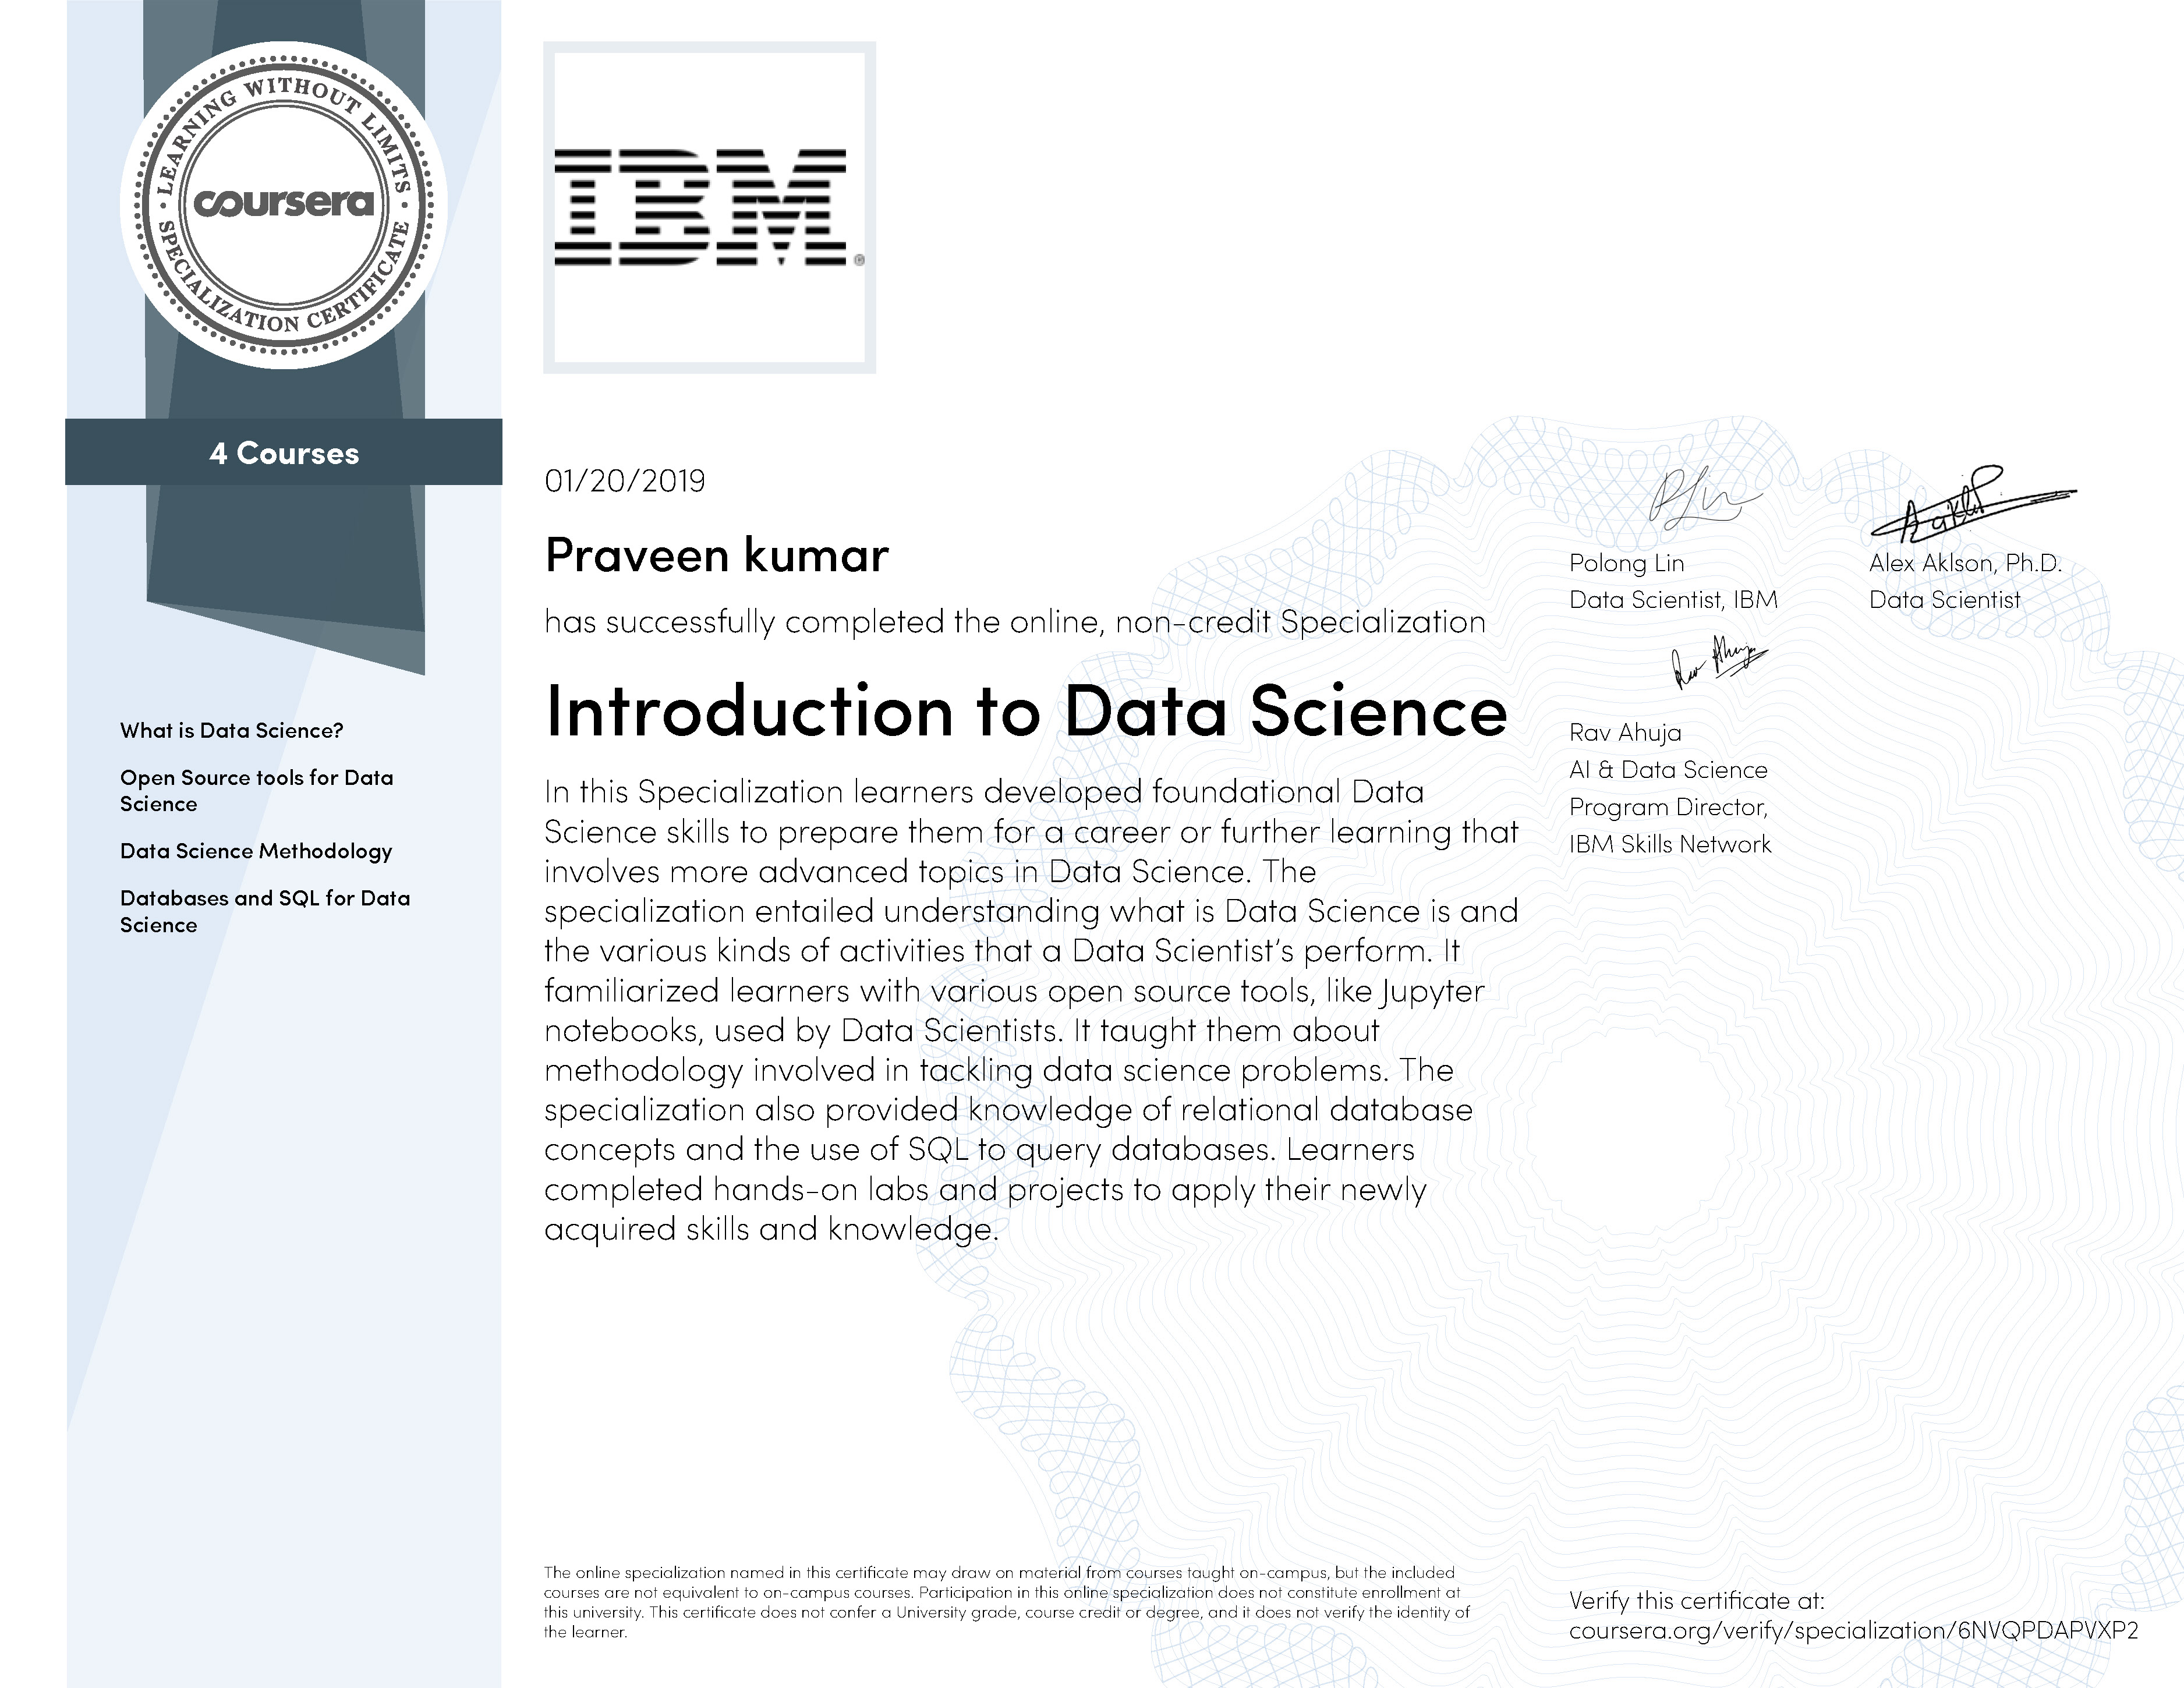 LEARNING WITHOUT LIMITS
coursera
SPECIALIZATION CERTIFICATE
4 Courses
What is Data Science?
Open Source tools for Data
Science
Data Science Methodology
Databases and SQL for Data
Science
IBM®
01/20/2019
Praveen kumar
has successfully completed the online, non-credit Specialization
Introduction to Data Science
In this Specialization learners developed foundational Data
Science skills to prepare them for a career or further learning that
involves more advanced topics in Data Science. The
specialization entailed understanding what is Data Science is and
the various kinds of activities that a Data Scientist’s perform. It
familiarized learners with various open source tools, like Jupyter
notebooks, used by Data Scientists. It taught them about
methodology involved in tackling data science problems. The
specialization also provided knowledge of relational database
concepts and the use of SQL to query databases. Learners
completed hands-on labs and projects to apply their newly
acquired skills and knowledge.
PLin
Polong Lin
Data Scientist, IBM
Aaklson
Alex Aklson, Ph.D.
Data Scientist
Rav Ahuja
Rav Ahuja
AI & Data Science
Program Director,
IBM Skills Network
The online specialization named in this certificate may draw on material from courses taught on-campus, but the included
courses are not equivalent to on-campus courses. Participation in this online specialization does not constitute enrollment at
this university. This certificate does not confer a University grade, course credit or degree, and it does not verify the identity of
the learner.
Verify this certificate at:
coursera.org/verify/specialization/6NVQPDAPVXP2